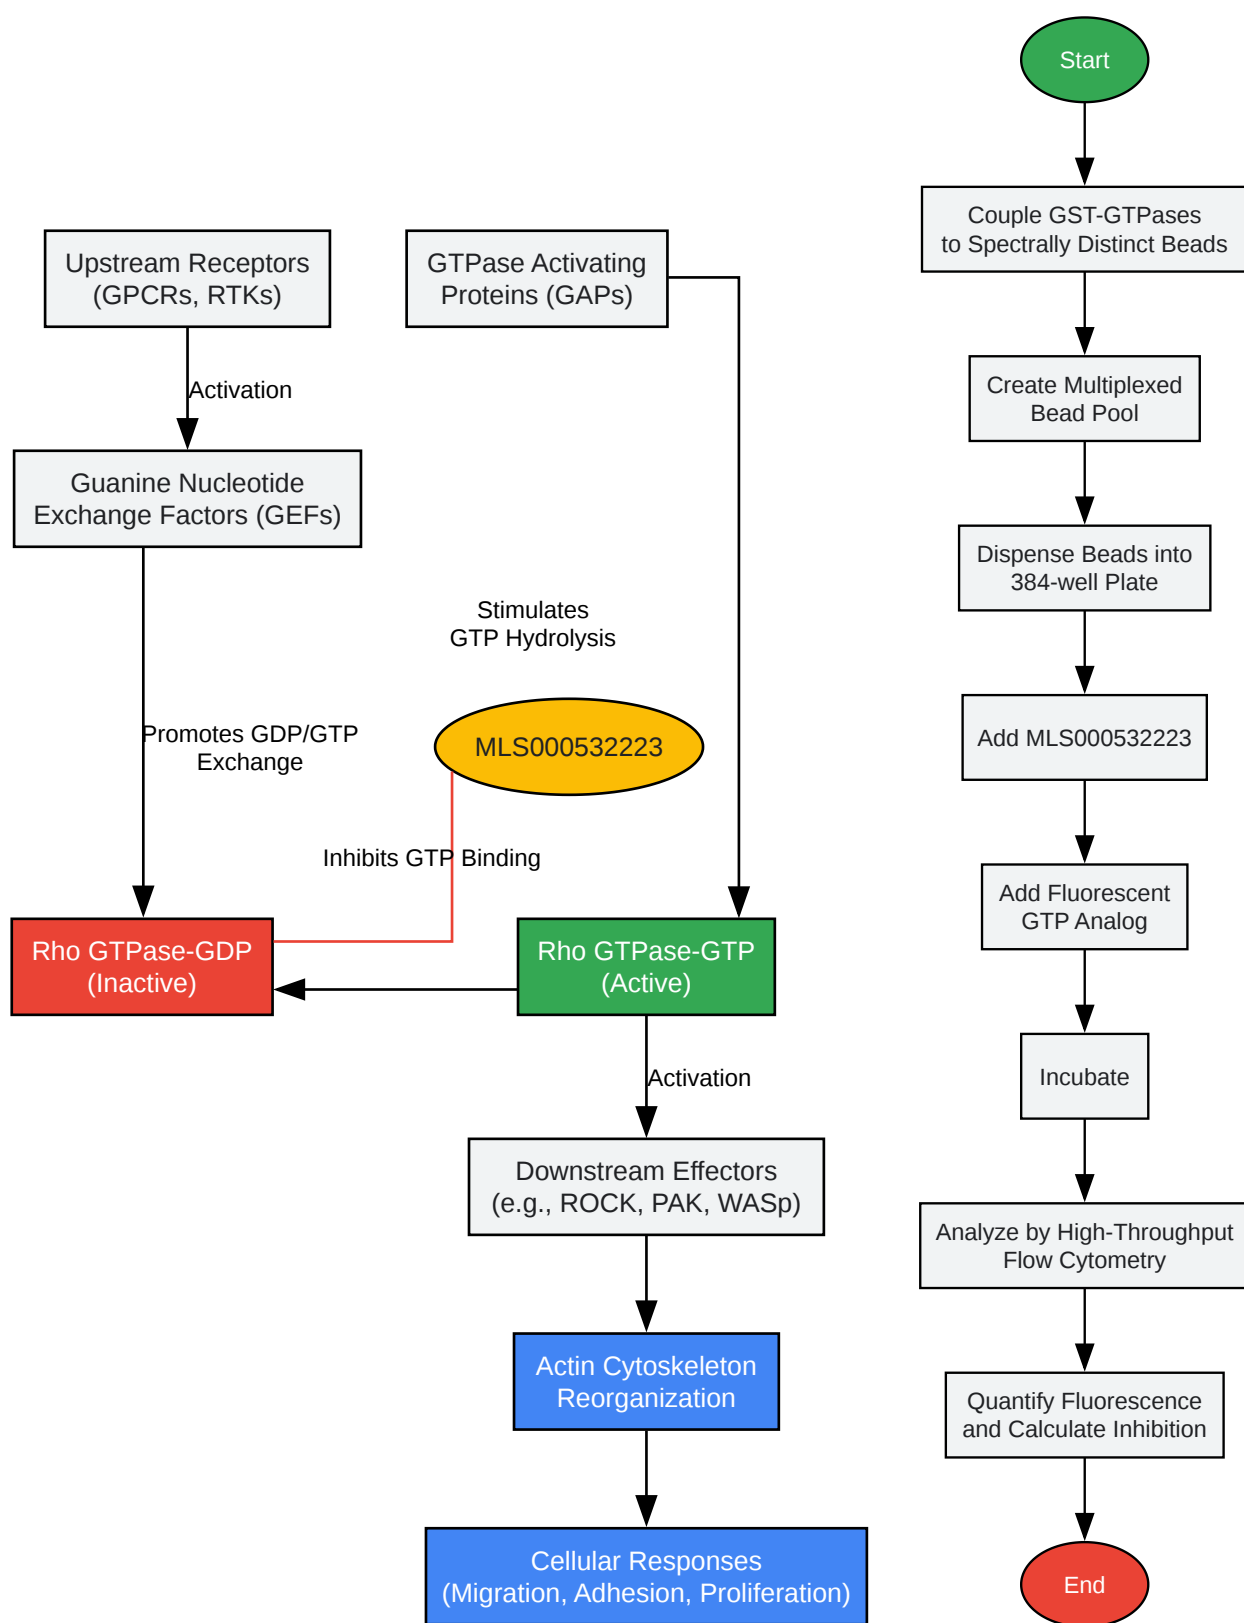 Upstream Receptors
(GPCRs, RTKs)
GTPase Activating
Proteins (GAPs)
Activation
Guanine Nucleotide
Exchange Factors (GEFs)
Stimulates
GTP Hydrolysis
Promotes GDP/GTP
Exchange
MLS000532223
Inhibits GTP Binding
Rho GTPase-GDP
(Inactive)
Rho GTPase-GTP
(Active)
Activation
Downstream Effectors
(e.g., ROCK, PAK, WASp)
Actin Cytoskeleton
Reorganization
Cellular Responses
(Migration, Adhesion, Proliferation)
Start
Couple GST-GTPases
to Spectrally Distinct Beads
Create Multiplexed
Bead Pool
Dispense Beads into
384-well Plate
Add MLS000532223
Add Fluorescent
GTP Analog
Incubate
Analyze by High-Throughput
Flow Cytometry
Quantify Fluorescence
and Calculate Inhibition
End